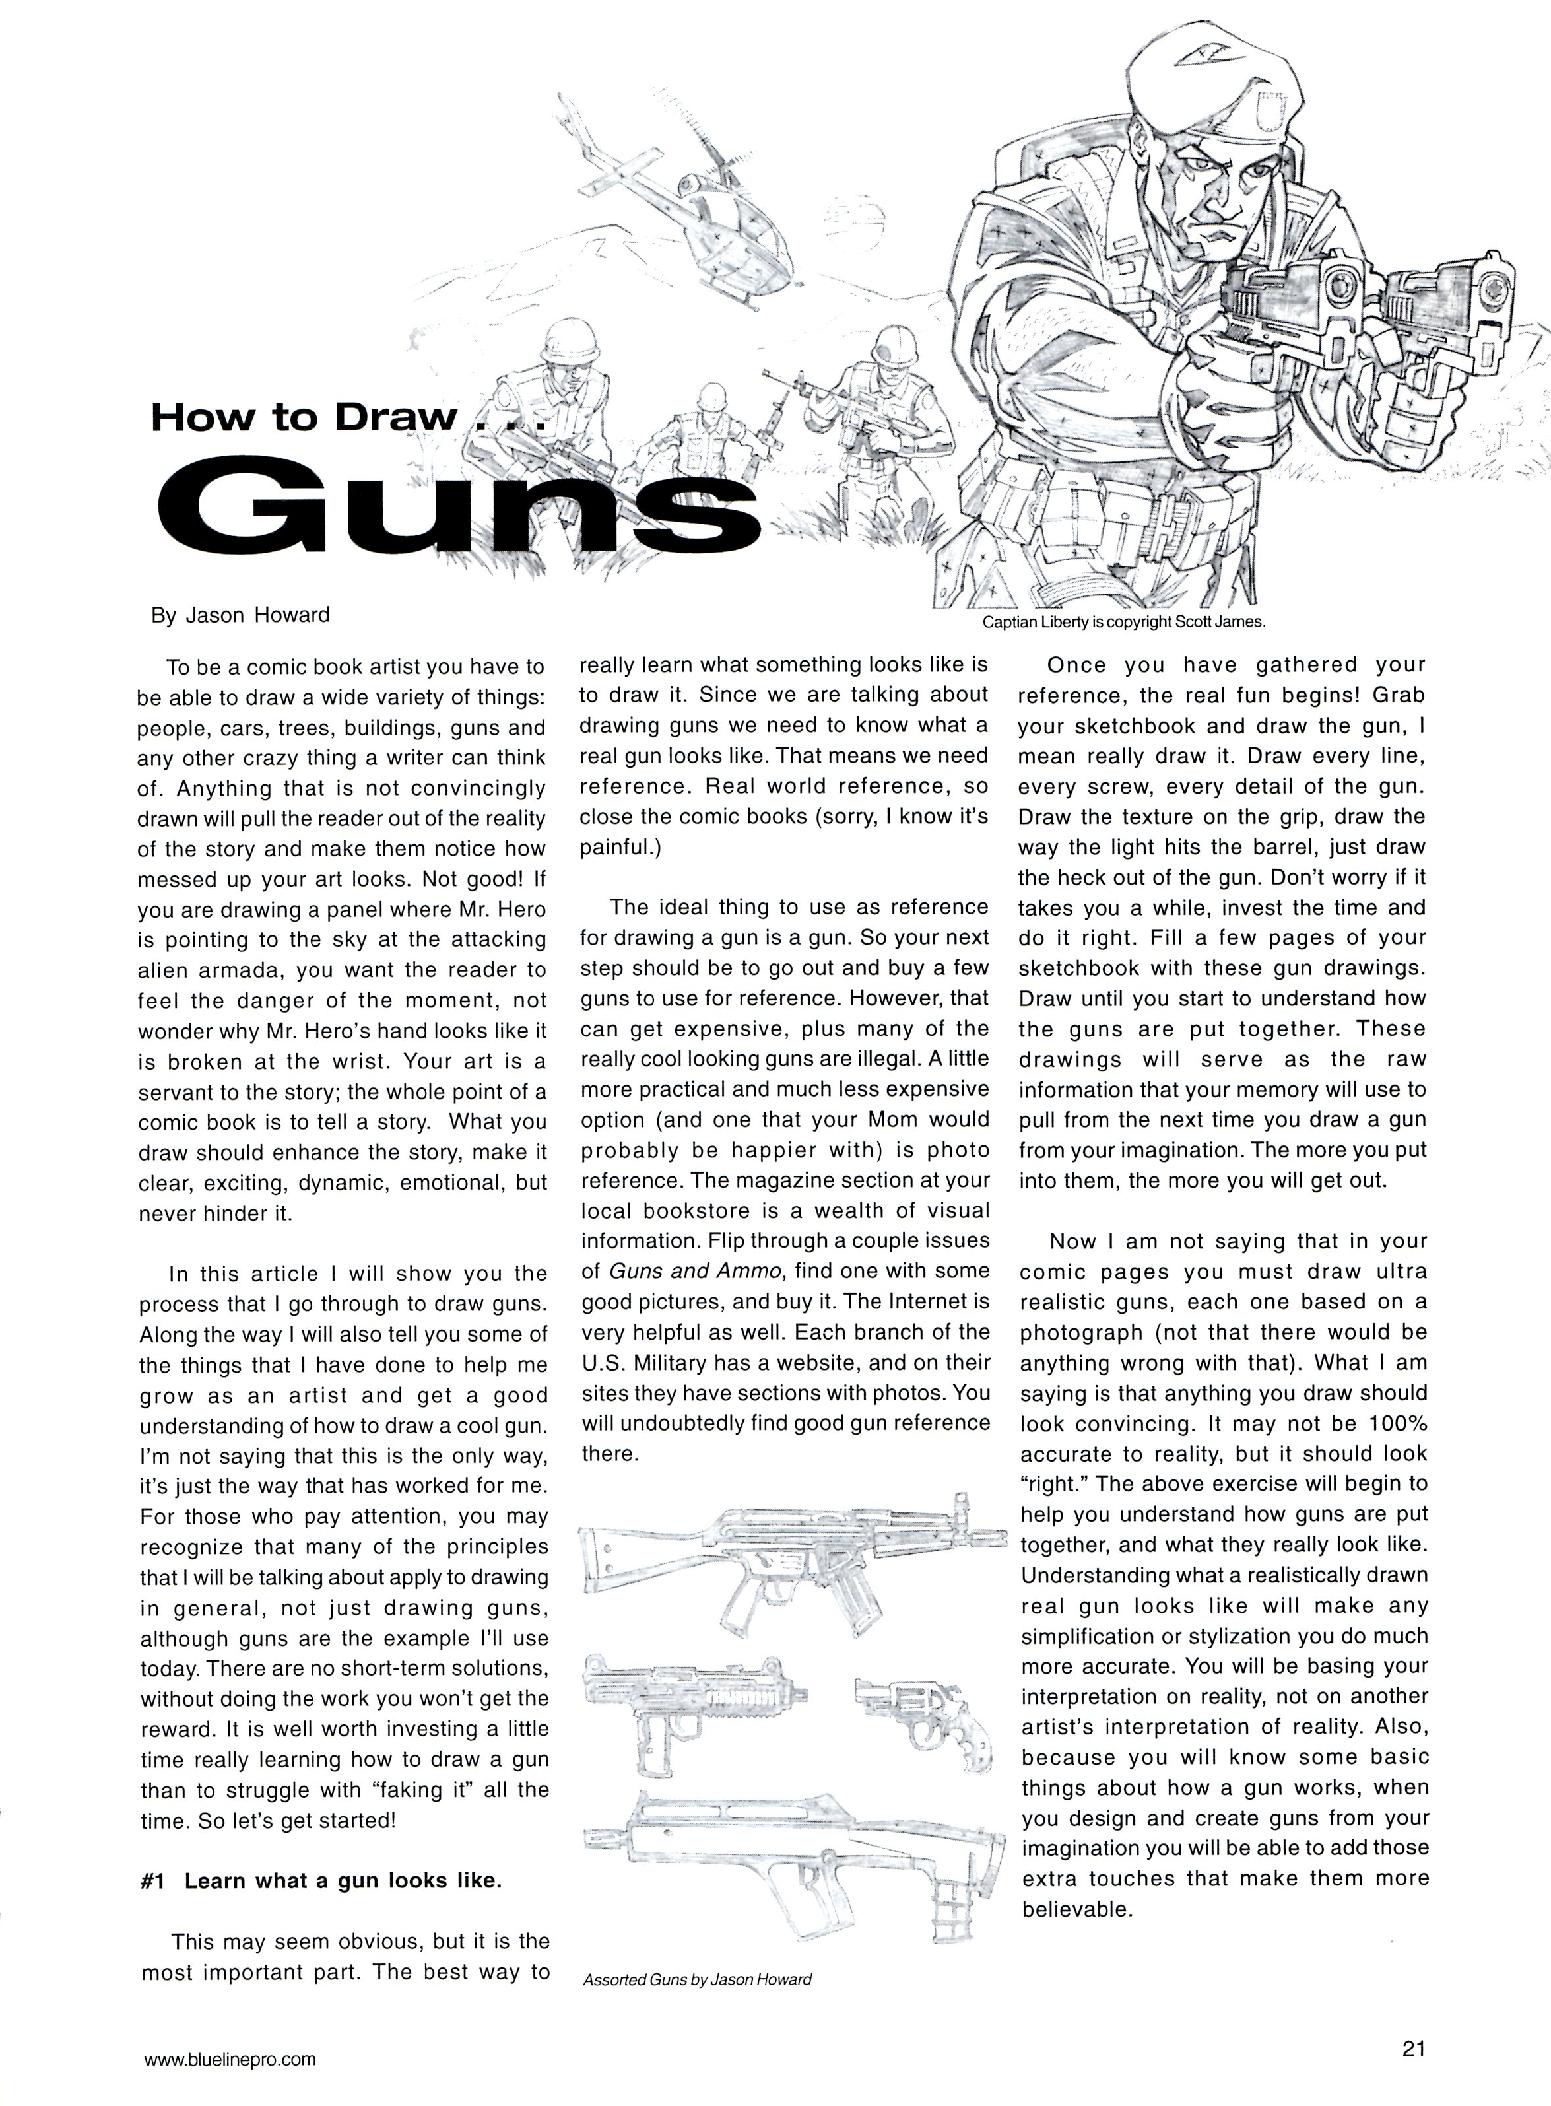 How to Draw . . .
Guns
By Jason Howard
Captian Liberty is copyright Scott James.
To be a comic book artist you have to
be able to draw a wide variety of things:
people, cars, trees, buildings, guns and
any other crazy thing a writer can think
of. Anything that is not convincingly
drawn will pull the reader out of the reality
of the story and make them notice how
messed up your art looks. Not good! If
you are drawing a panel where Mr. Hero
is pointing to the sky at the attacking
alien armada, you want the reader to
feel the danger of the moment, not
wonder why Mr. Hero's hand looks like it
is broken at the wrist. Your art is a
servant to the story; the whole point of a
comic book is to tell a story. What you
draw should enhance the story, make it
clear, exciting, dynamic, emotional, but
never hinder it.
In this article I will show you the
process that I go through to draw guns.
Along the way I will also tell you some of
the things that I have done to help me
grow as an artist and get a good
understanding of how to draw a cool gun.
I'm not saying that this is the only way,
it's just the way that has worked for me.
For those who pay attention, you may
recognize that many of the principles
that I will be talking about apply to drawing
in general, not just drawing guns,
although guns are the example I'll use
today. There are no short-term solutions,
without doing the work you won't get the
reward. It is well worth investing a little
time really learning how to draw a gun
than to struggle with “faking it” all the
time. So let's get started!
#1 Learn what a gun looks like.
This may seem obvious, but it is the
most important part. The best way to
really learn what something looks like is
to draw it. Since we are talking about
drawing guns we need to know what a
real gun looks like. That means we need
reference. Real world reference, so
close the comic books (sorry, I know it's
painful.)
The ideal thing to use as reference
for drawing a gun is a gun. So your next
step should be to go out and buy a few
guns to use for reference. However, that
can get expensive, plus many of the
really cool looking guns are illegal. A little
more practical and much less expensive
option (and one that your Mom would
probably be happier with) is photo
reference. The magazine section at your
local bookstore is a wealth of visual
information. Flip through a couple issues
of Guns and Ammo, find one with some
good pictures, and buy it. The Internet is
very helpful as well. Each branch of the
U.S. Military has a website, and on their
sites they have sections with photos. You
will undoubtedly find good gun reference
there.
Assorted Guns by Jason Howard
Once you have gathered your
reference, the real fun begins! Grab
your sketchbook and draw the gun, I
mean really draw it. Draw every line,
every screw, every detail of the gun.
Draw the texture on the grip, draw the
way the light hits the barrel, just draw
the heck out of the gun. Don't worry if it
takes you a while, invest the time and
do it right. Fill a few pages of your
sketchbook with these gun drawings.
Draw until you start to understand how
the guns are put together. These
drawings will serve as the raw
information that your memory will use to
pull from the next time you draw a gun
from your imagination. The more you put
into them, the more you will get out.
Now I am not saying that in your
comic pages you must draw ultra
realistic guns, each one based on a
photograph (not that there would be
anything wrong with that). What I am
saying is that anything you draw should
look convincing. It may not be 100%
accurate to reality, but it should look
“right.” The above exercise will begin to
help you understand how guns are put
together, and what they really look like.
Understanding what a realistically drawn
real gun looks like will make any
simplification or stylization you do much
more accurate. You will be basing your
interpretation on reality, not on another
artist's interpretation of reality. Also,
because you will know some basic
things about how a gun works, when
you design and create guns from your
imagination you will be able to add those
extra touches that make them more
believable.
www.bluelinepro.com
21